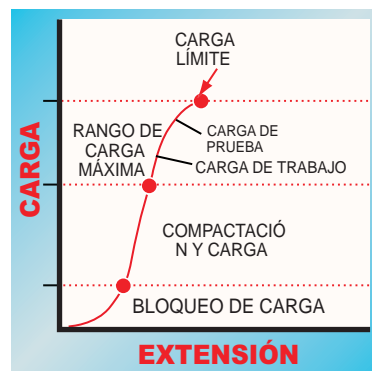 CARGA
LÍMITE
CARGA DE
PRUEBA
RANGO DE
CARGA
MÁXIMA
CARGA DE TRABAJO
CARGA
COMPACTACIÓ
N Y CARGA
BLOQUEO DE CARGA
EXTENSIÓN